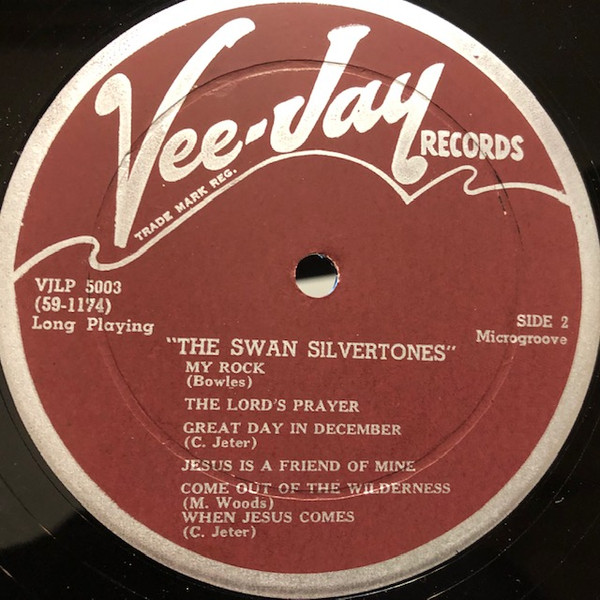 Vee-Jay
RECORDS
TRADE MARK REG.
VJLP 5003
(59-1174)
Long Playing
SIDE 2
Microgroove
"THE SWAN SILVERTONES"
MY ROCK
(Bowles)
THE LORD'S PRAYER
GREAT DAY IN DECEMBER
(C. Jeter)
JESUS IS A FRIEND OF MINE
COME OUT OF THE WILDERNESS
(M. Woods)
WHEN JESUS COMES
(C. Jeter)